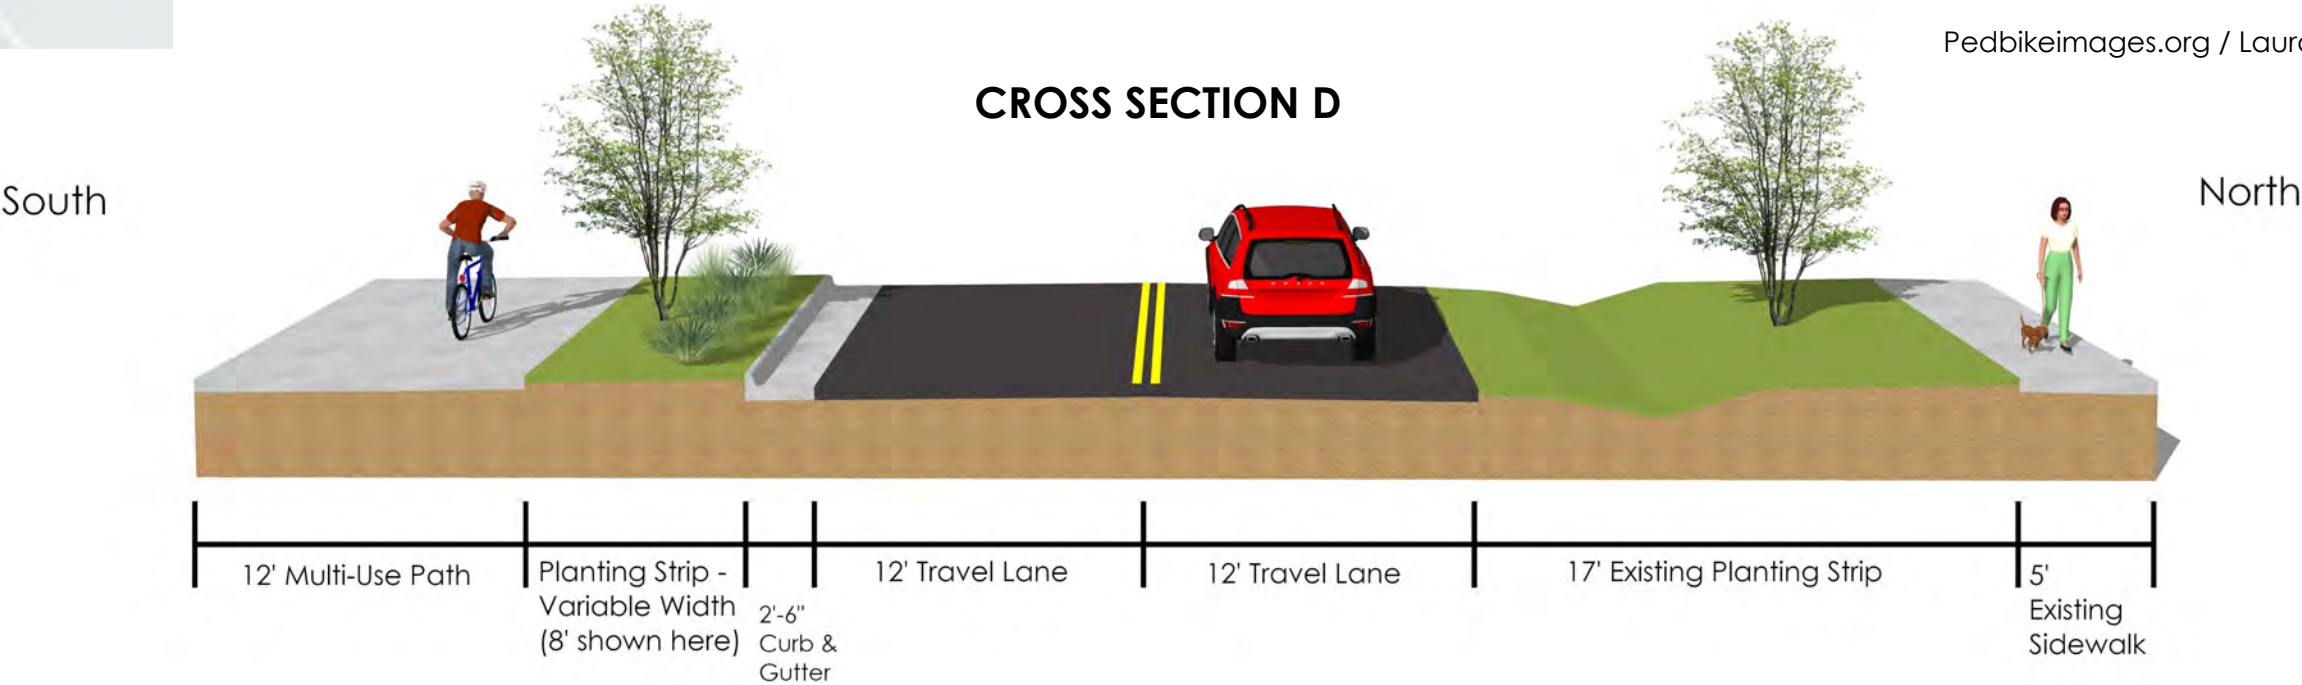 Pedbikeimages.org /
CROSS SECTION D
South
North
12' Multi-Use Path
Planting Strip -
Variable Width
(8' shown here)
2'-6"
Curb &
Gutter
12' Travel Lane
12' Travel Lane
17' Existing Planting Strip
5'
Existing
Sidewalk